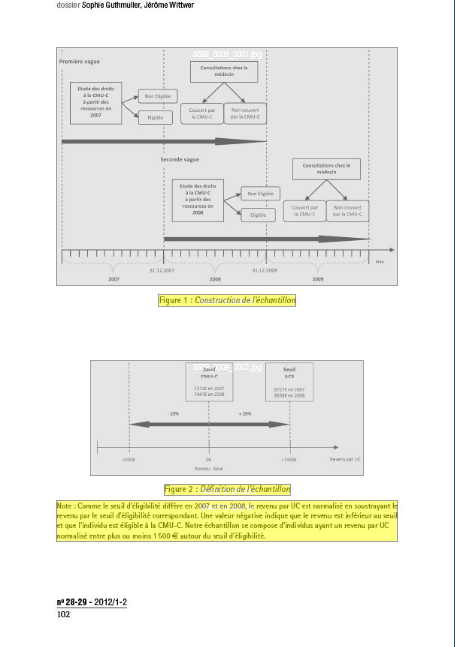 dossier Sophie Guthmuller, Jérôme Wittwer
Première vague
Consultations chez le
médecin
Etude des droits
à la CMU-C
à partir des
ressources en
2007
Non Eligible
Eligible
Couvert par
la CMU-C
Non couvert
par la CMU-C
Seconde vague
Consultations chez le
médecin
Etude des droits
à la CMU-C
à partir des
ressources en
2008
Non Eligible
Eligible
Couvert par
la CMU-C
Non couvert
par la CMU-C
31.12.2007
31.12.2008
2007
2008
Figure 1 : Construction de l'échantillon
Seuil
CMU-C
Seuil
ACS
- 20%
+ 20%
Revenus par UC
Revenu - Seuil
Figure 2 : Définition de l'échantillon
Note : Comme le seuil d'éligibilité diffère en 2007 et en 2008, le revenu par UC est normalisé en soustrayant le
revenu par le seuil d'éligibilité correspondant. Une valeur négative indique que le revenu est inférieur au seuil
et que l'individu est éligible à la CMU-C. Notre échantillon se compose d'individus ayant un revenu par UC
normalisé entre plus ou moins 1 500 € autour du seuil d'éligibilité.
nº 28-29 - 2012/1-2
102